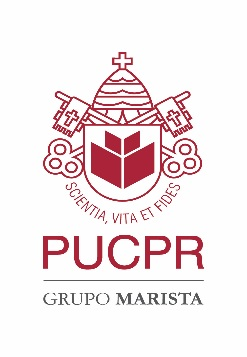 SCIENTIA, VITA ET FIDES
PUCPR
GRUPO MARISTA